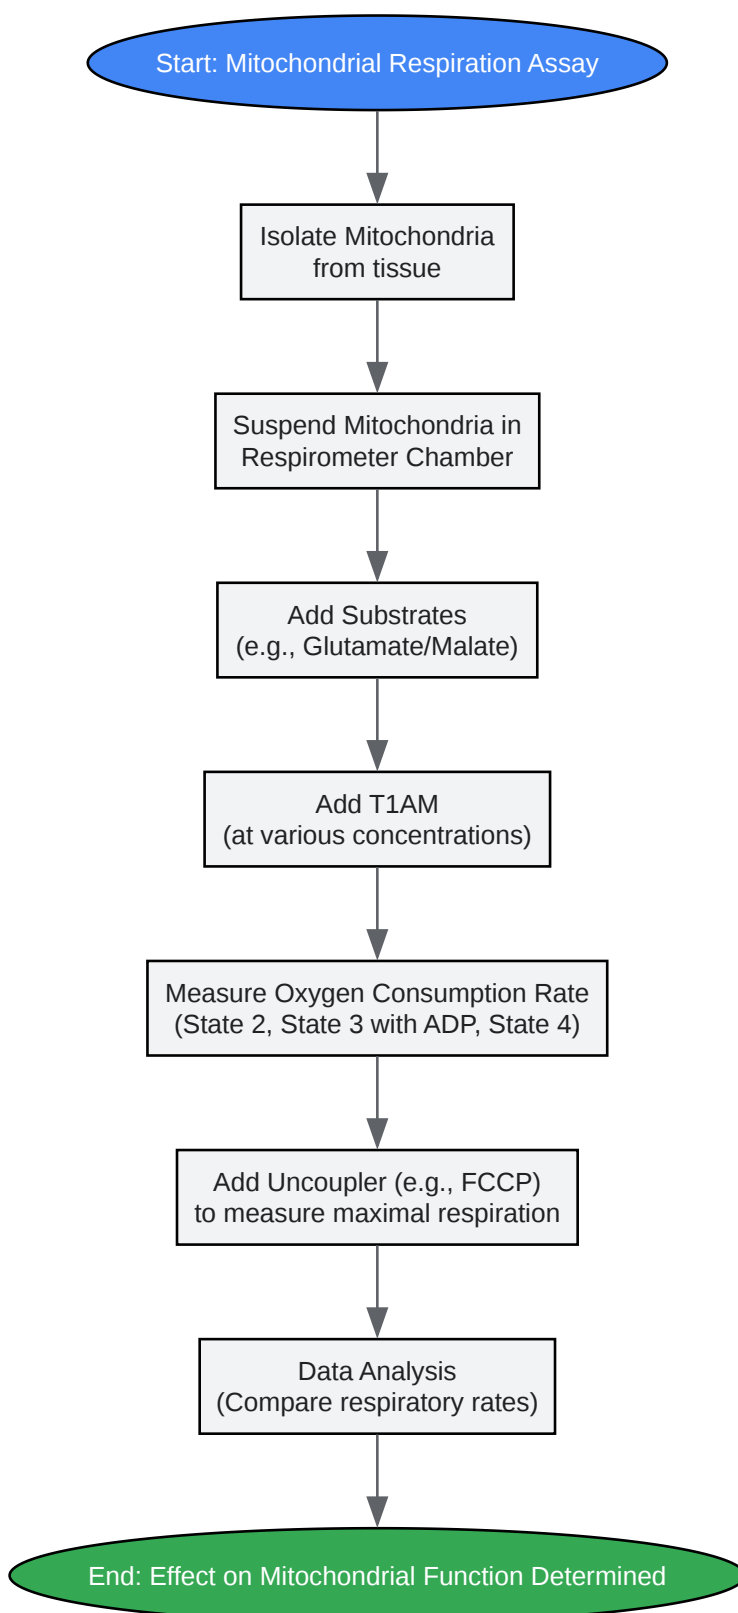 Start: Mitochondrial Respiration Assay
Isolate Mitochondria
from tissue
Suspend Mitochondria in
Respirometer Chamber
Add Substrates
(e.g., Glutamate/Malate)
Add T1AM
(at various concentrations)
Measure Oxygen Consumption Rate
(State 2, State 3 with ADP, State 4)
Add Uncoupler (e.g., FCCP)
to measure maximal respiration
Data Analysis
(Compare respiratory rates)
End: Effect on Mitochondrial Function Determined